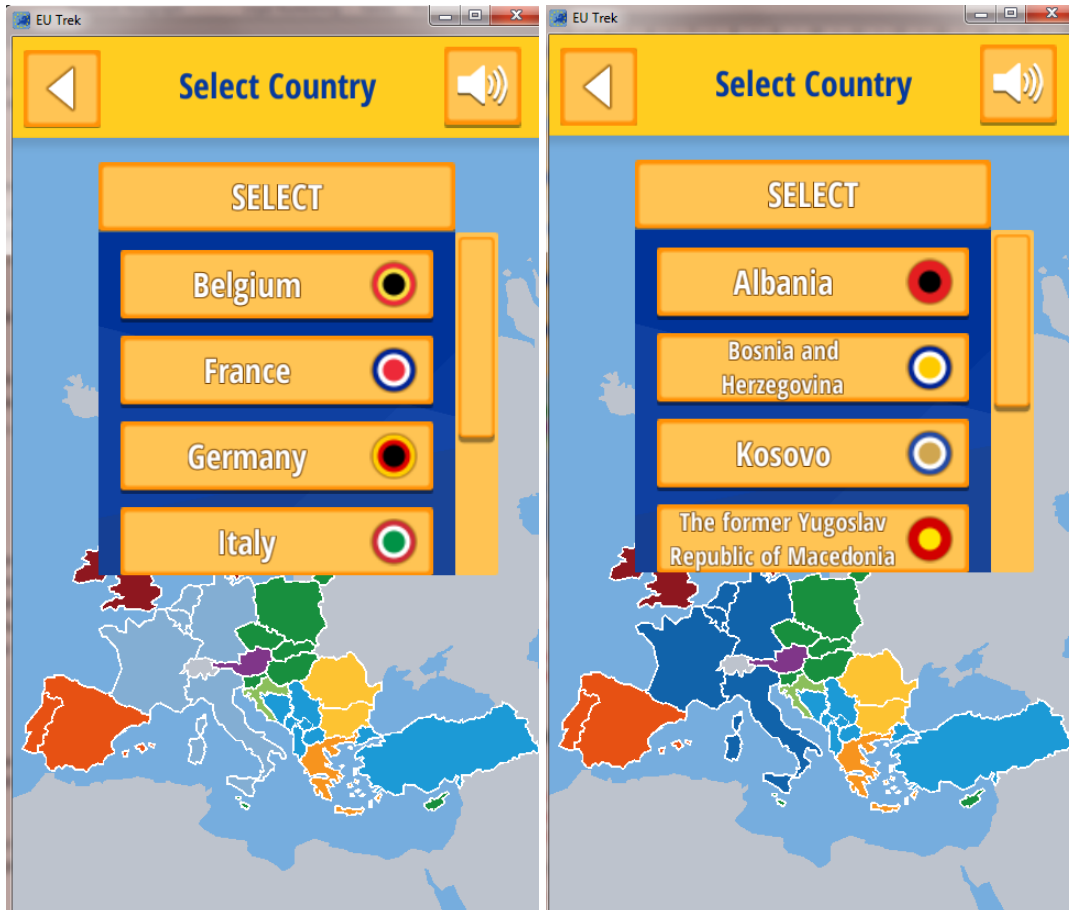 EU Trek
Select Country
SELECT
Belgium
France
Germany
Italy
EU Trek
Select Country
SELECT
Albania
Bosnia and
Herzegovina
Kosovo
The former Yugoslav
Republic of Macedonia